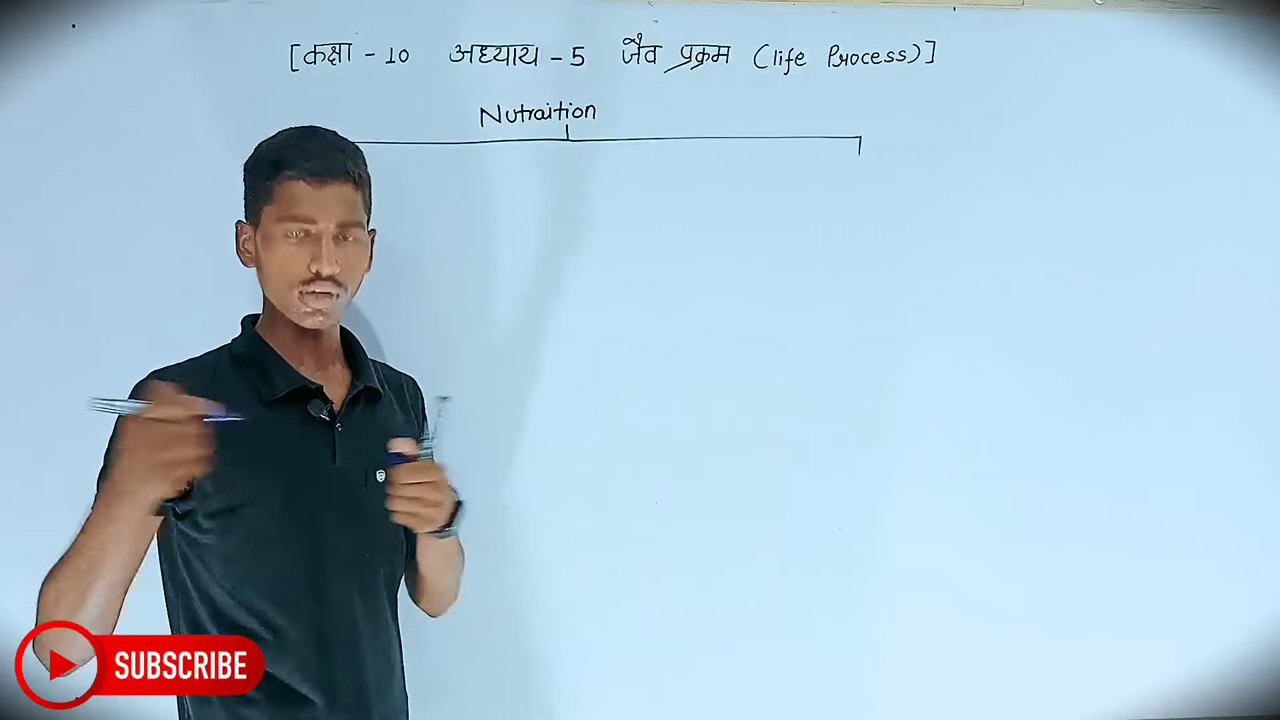 [कक्षा - 10 अध्याय - 5 जैव प्रक्रम (life Process)]
Nutraition
SUBSCRIBE